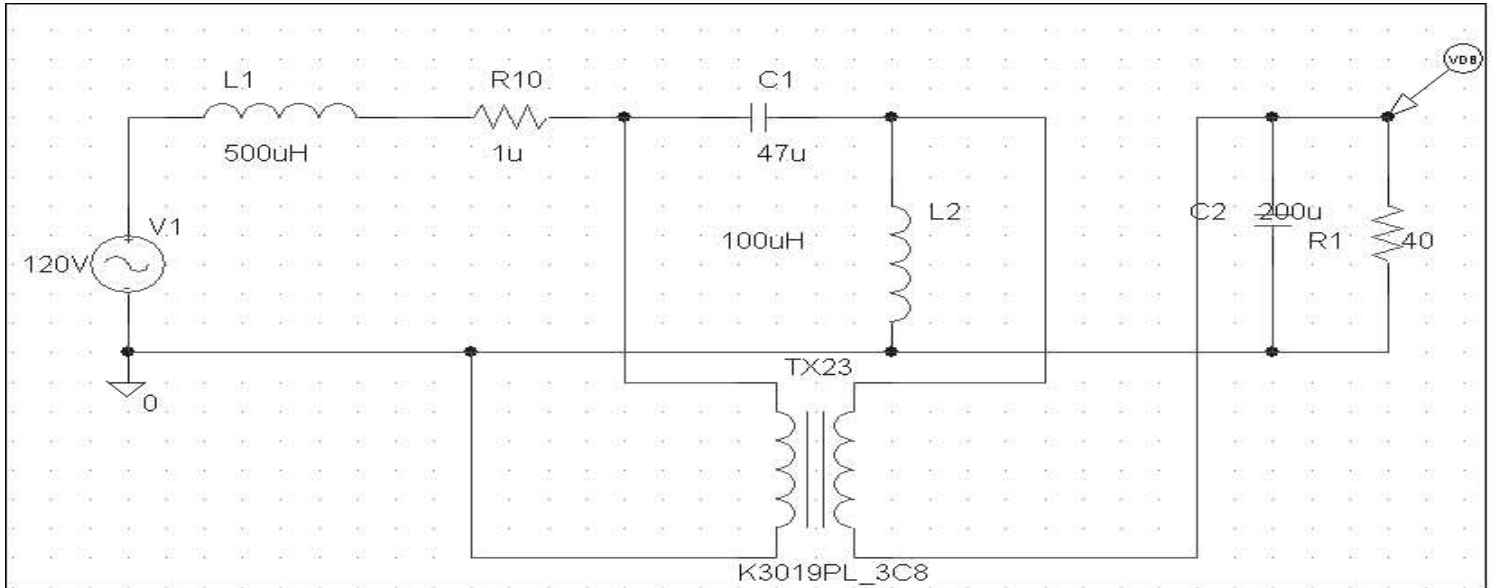 VDB
L1
R10
C1
500uH
1u
47u
V1
120V
L2
100uH
C2
200u
R1
40
TX23
0
K3019PL_3C8